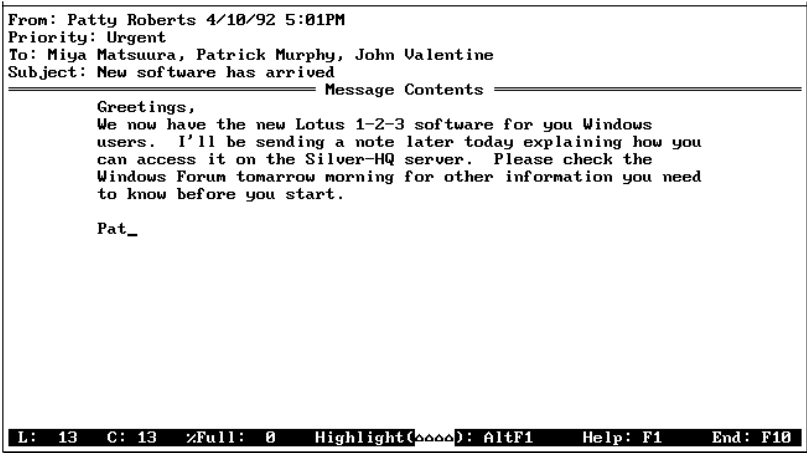 From: Patty Roberts 4/10/92 5:01PM
Priority: Urgent
To: Miya Matsuura, Patrick Murphy, John Valentine
Subject: New software has arrived
Message Contents
Greetings,
We now have the new Lotus 1-2-3 software for you Windows
users.  I'll be sending a note later today explaining how you
can access it on the Silver-HQ server.  Please check the
Windows Forum tomarrow morning for other information you need
to know before you start.
Pat_
L:  13   C: 13   %Full:  0    Highlight(▵▵▵▵): AltF1     Help: F1     End: F10